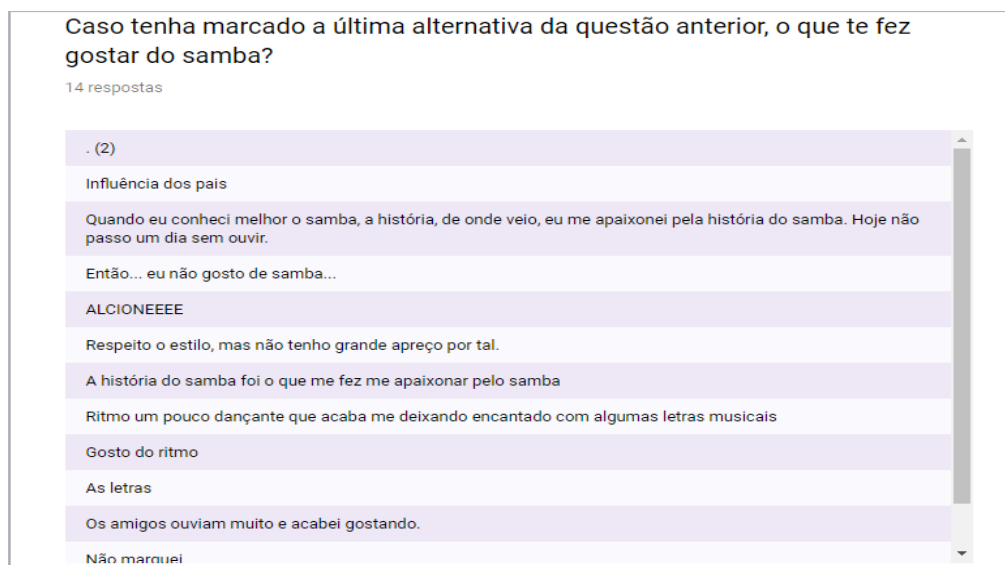 Caso tenha marcado a última alternativa da questão anterior, o que te fez
gostar do samba?
14 respostas
. (2)
Influência dos pais
Quando eu conheci melhor o samba, a história, de onde veio, eu me apaixonei pela história do samba. Hoje não
passo um dia sem ouvir.
Então... eu não gosto de samba...
ALCIONEEEE
Respeito o estilo, mas não tenho grande apreço por tal.
A história do samba foi o que me fez me apaixonar pelo samba
Ritmo um pouco dançante que acaba me deixando encantado com algumas letras musicais
Gosto do ritmo
As letras
Os amigos ouviam muito e acabei gostando.
Não marquei